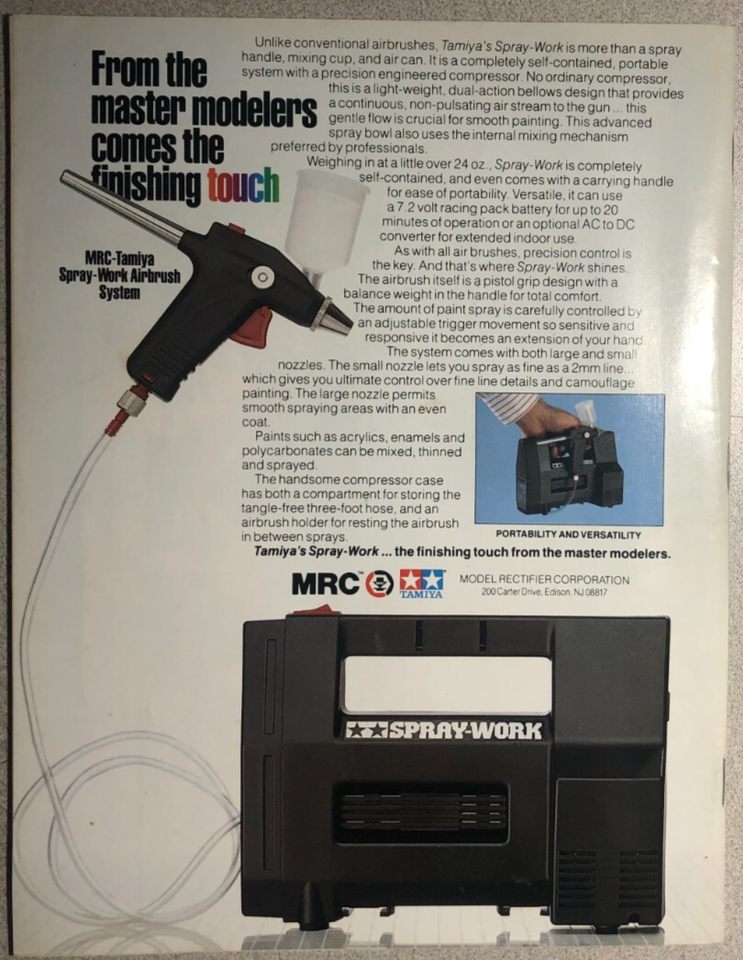 From the
master modelers
comes the
finishing touch
MRC-Tamiya
Spray-Work Airbrush
System
Unlike conventional airbrushes, Tamiya's Spray-Work is more than a spray
handle, mixing cup, and air can. It is a completely self-contained, portable
system with a precision engineered compressor. No ordinary compressor,
this is a light-weight, dual-action bellows design that provides
a continuous, non-pulsating air stream to the gun ... this
gentle flow is crucial for smooth painting. This advanced
spray bowl also uses the internal mixing mechanism
preferred by professionals.
Weighing in at a little over 24 oz., Spray-Work is completely
self-contained, and even comes with a carrying handle
for ease of portability. Versatile, it can use
a 7.2 volt racing pack battery for up to 20
minutes of operation or an optional AC to DC
converter for extended indoor use.
As with all air brushes, precision control is
the key. And that's where Spray-Work shines.
The airbrush itself is a pistol grip design with a
balance weight in the handle for total comfort.
The amount of paint spray is carefully controlled by
an adjustable trigger movement so sensitive and
responsive it becomes an extension of your hand.
The system comes with both large and small
nozzles. The small nozzle lets you spray as fine as a 2mm line...
which gives you ultimate control over fine line details and camouflage
painting. The large nozzle permits
smooth spraying areas with an even
coat.
Paints such as acrylics, enamels and
polycarbonates can be mixed, thinned
and sprayed.
The handsome compressor case
has both a compartment for storing the
tangle-free three-foot hose, and an
airbrush holder for resting the airbrush
in between sprays.
PORTABILITY AND VERSATILITY
Tamiya's Spray-Work ... the finishing touch from the master modelers.
MRC™ TAMIYA
MODEL RECTIFIER CORPORATION
200 Carter Drive, Edison, NJ 08817
SPRAY-WORK